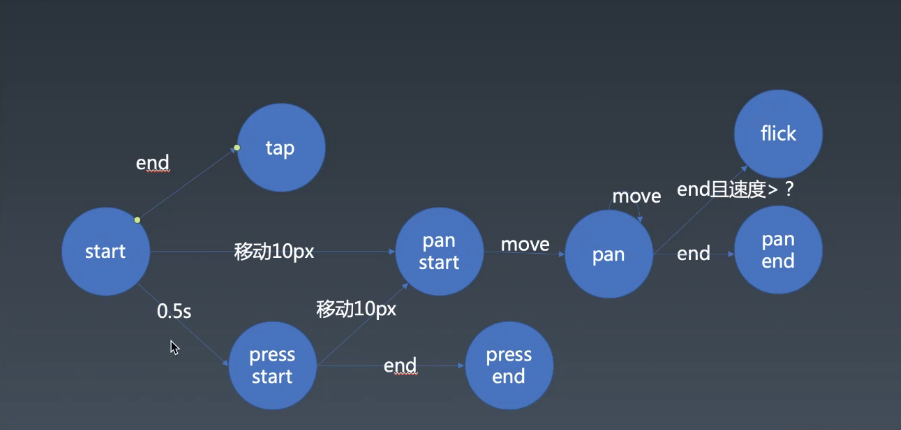 flick
tap
end
end且速度>？
move
pan
start
move
pan
end
pan
end
start
移动10px
0.5s
移动10px
press
start
end
press
end